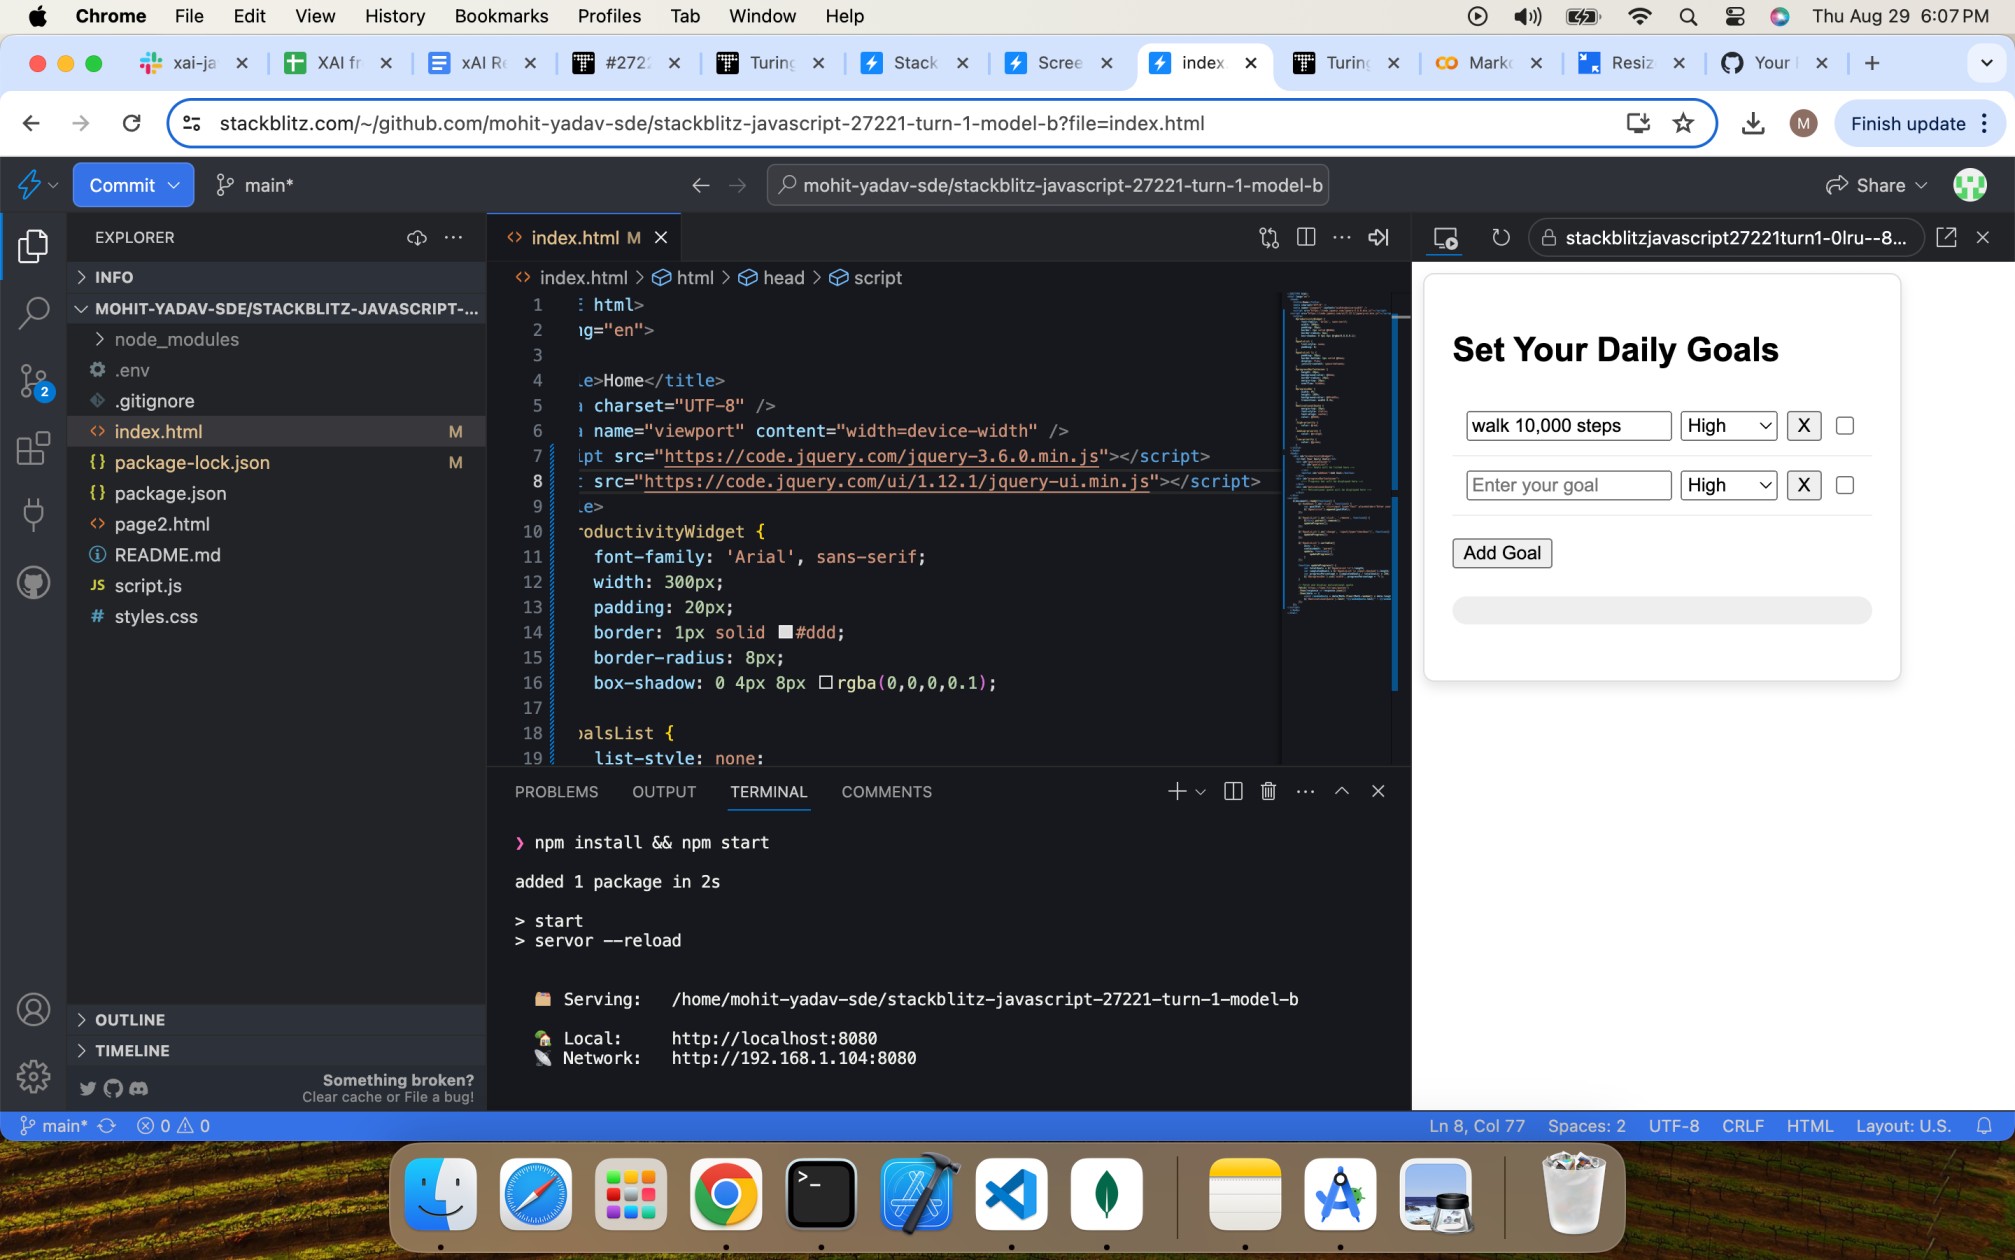 Chrome File Edit View History Bookmarks Profiles Tab Window Help Thu Aug 29 6:07 PM
xai-ja XAI fr xAI Re #272 Turing Stack Scree index. Turing Marko Resiz Your
stackblitz.com/~/github.com/mohit-yadav-sde/stackblitz-javascript-27221-turn-1-model-b?file=index.html M Finish update
Commit main* mohit-yadav-sde/stackblitz-javascript-27221-turn-1-model-b Share
EXPLORER
INFO
MOHIT-YADAV-SDE/STACKBLITZ-JAVASCRIPT-...
node_modules
.env
.gitignore
index.html M
package-lock.json M
package.json
page2.html
README.md
script.js
styles.css
2
OUTLINE
TIMELINE
Something broken?
Clear cache or File a bug!
index.html M
index.html > html > head > script
1 html>
2 ng="en">
3
4 le>Home</title>
5 a charset="UTF-8" />
6 a name="viewport" content="width=device-width" />
7 ipt src="https://code.jquery.com/jquery-3.6.0.min.js"></script>
8 t src="https://code.jquery.com/ui/1.12.1/jquery-ui.min.js"></script>
9 le>
10 roductivityWidget {
11 font-family: 'Arial', sans-serif;
12 width: 300px;
13 padding: 20px;
14 border: 1px solid #ddd;
15 border-radius: 8px;
16 box-shadow: 0 4px 8px rgba(0,0,0,0.1);
17
18 oalsList {
19 list-style: none;
PROBLEMS OUTPUT TERMINAL COMMENTS
❯ npm install && npm start
added 1 package in 2s
> start
> servor --reload
Serving: /home/mohit-yadav-sde/stackblitz-javascript-27221-turn-1-model-b
Local: http://localhost:8080
Network: http://192.168.1.104:8080
stackblitzjavascript27221turn1-0lru--8...
Set Your Daily Goals
walk 10,000 steps High X
Enter your goal High X
Add Goal
main* 0 0 Ln 8, Col 77 Spaces: 2 UTF-8 CRLF HTML Layout: U.S.